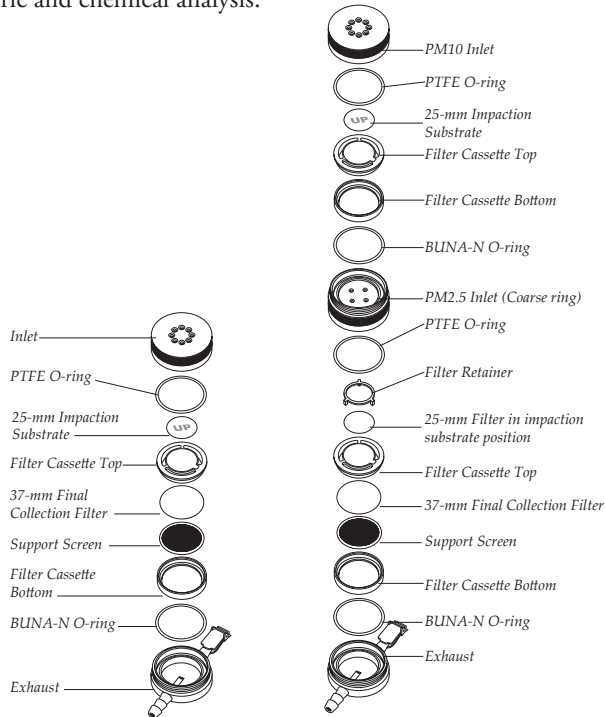 ric and chemical analysis.
PM10 Inlet
PTFE O-ring
25-mm Impaction
Substrate
UP
Filter Cassette Top
Filter Cassette Bottom
BUNA-N O-ring
PM2.5 Inlet (Coarse ring)
PTFE O-ring
Filter Retainer
25-mm Filter in impaction
substrate position
Filter Cassette Top
37-mm Final Collection Filter
Support Screen
Filter Cassette Bottom
BUNA-N O-ring
Exhaust
Inlet
PTFE O-ring
25-mm Impaction
Substrate
UP
Filter Cassette Top
37-mm Final
Collection Filter
Support Screen
Filter Cassette
Bottom
BUNA-N O-ring
Exhaust